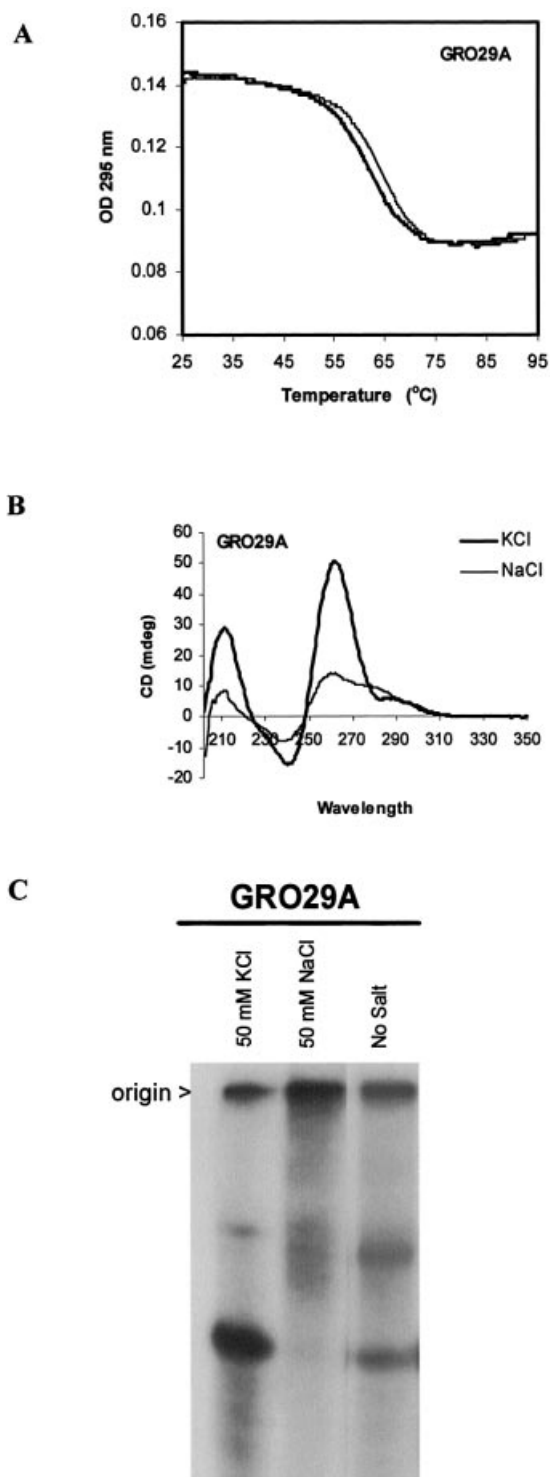 A
GRO29A
0.16
0.14
0.12
0.1
0.08
0.06
OD 295 nm
25 35 45 55 65 75 85 95
Temperature (°C)
B
GRO29A
KCl
NaCl
60
50
40
30
20
10
0
-10
-20
CD (mdeg)
210 230 250 270 290 310 330 350
Wavelength
C
GRO29A
50 mM KCl
50 mM NaCl
No Salt
origin >